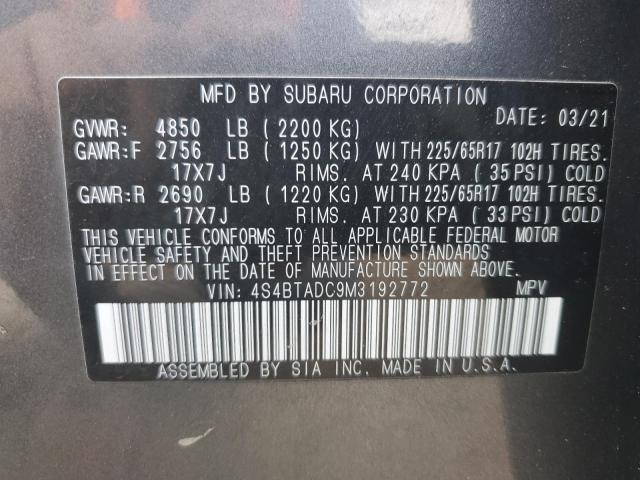 MFD BY SUBARU CORPORATION
DATE: 03/21
GVWR: 4850 LB (2200 KG)
GAWR:F 2756 LB (1250 KG) WITH 225/65R17 102H TIRES.
17X7J RIMS. AT 240 KPA (35 PSI) COLD
GAWR:R 2690 LB (1220 KG) WITH 225/65R17 102H TIRES.
17X7J RIMS. AT 230 KPA (33 PSI) COLD
THIS VEHICLE CONFORMS TO ALL APPLICABLE FEDERAL MOTOR
VEHICLE SAFETY AND THEFT PREVENTION STANDARDS
IN EFFECT ON THE DATE OF MANUFACTURE SHOWN ABOVE.
VIN: 4S4BTADC9M3192772 MPV
ASSEMBLED BY SIA INC. MADE IN U.S.A.